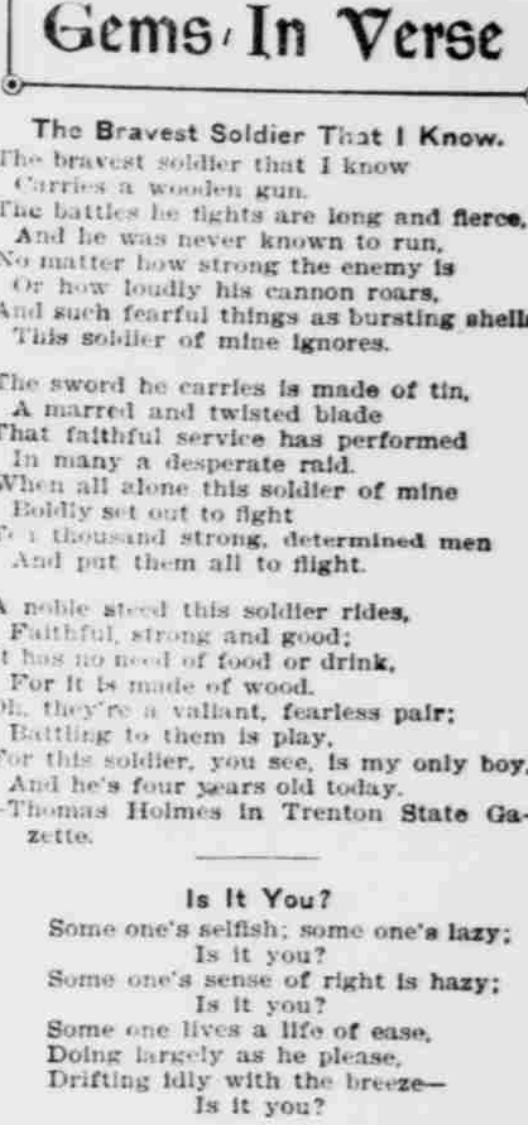 Gems In Verse
The Bravest Soldier That I Know.
The bravest soldier that I know
Carries a wooden gun.
The battles he fights are long and fierce,
And he was never known to run,
No matter how strong the enemy is
Or how loudly his cannon roars,
And such fearful things as bursting shells
This soldier of mine ignores.
The sword he carries is made of tin,
A marred and twisted blade
That faithful service has performed
In many a desperate raid.
When all alone this soldier of mine
Boldly set out to fight
Ten thousand strong, determined men
And put them all to flight.
A noble steed this soldier rides,
Faithful, strong and good;
It has no need of food or drink,
For it is made of wood.
Oh, they're a valiant, fearless pair;
Battling to them is play,
For this soldier, you see, is my only boy,
And he's four years old today.
-Thomas Holmes in Trenton State Ga-
zette.
Is It You?
Some one's selfish; some one's lazy;
Is it you?
Some one's sense of right is hazy;
Is it you?
Some one lives a life of ease,
Doing largely as he please,
Drifting idly with the breeze—
Is it you?